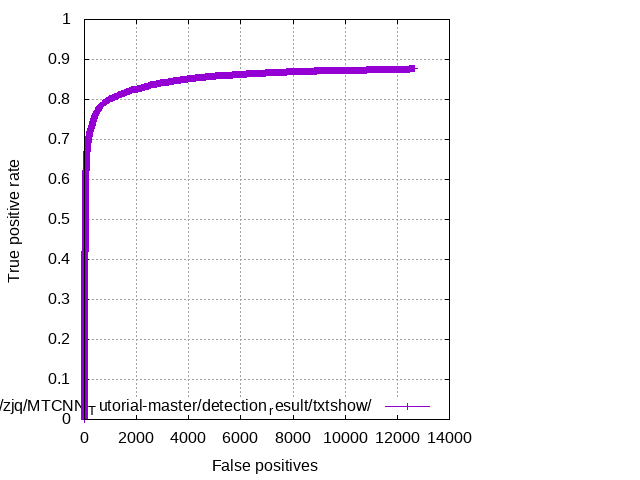 1
0.9
0.8
0.7
0.6
0.5
0.4
0.3
0.2
0.1
0
True positive rate
/zjq/MTCNN_Tutorial-master/detection_result/txtshow/
0 2000 4000 6000 8000 10000 12000 14000
False positives